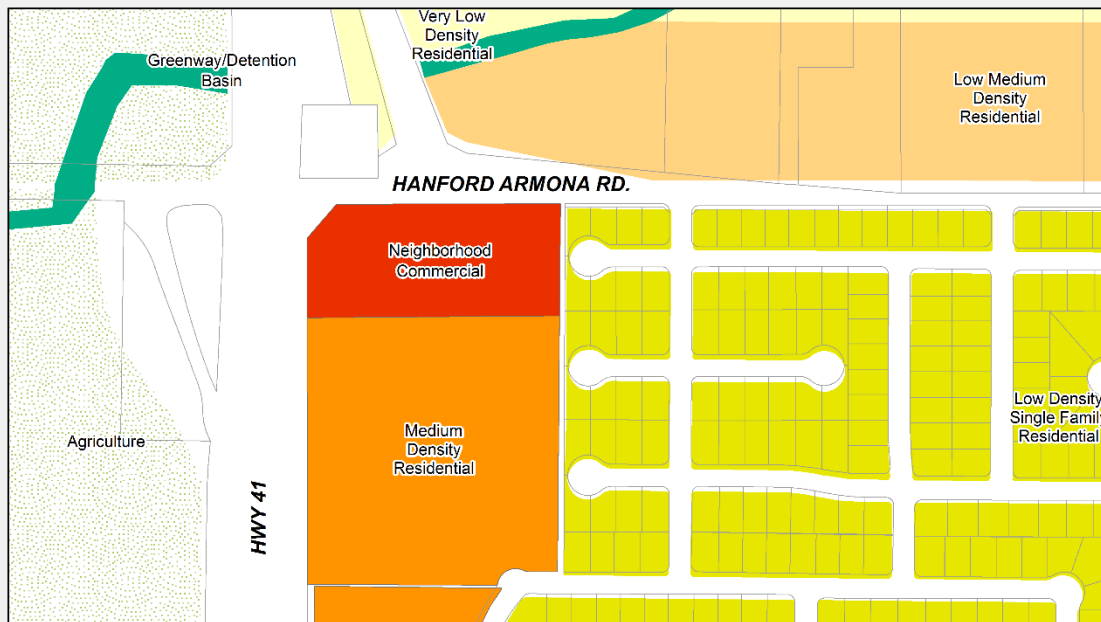 Very Low
Density
Residential
Greenway/Detention
Basin
Low Medium
Density
Residential
HANFORD ARMONA RD.
Neighborhood
Commercial
Low Density
Single Family
Residential
Medium
Density
Residential
Agriculture
HWY 41